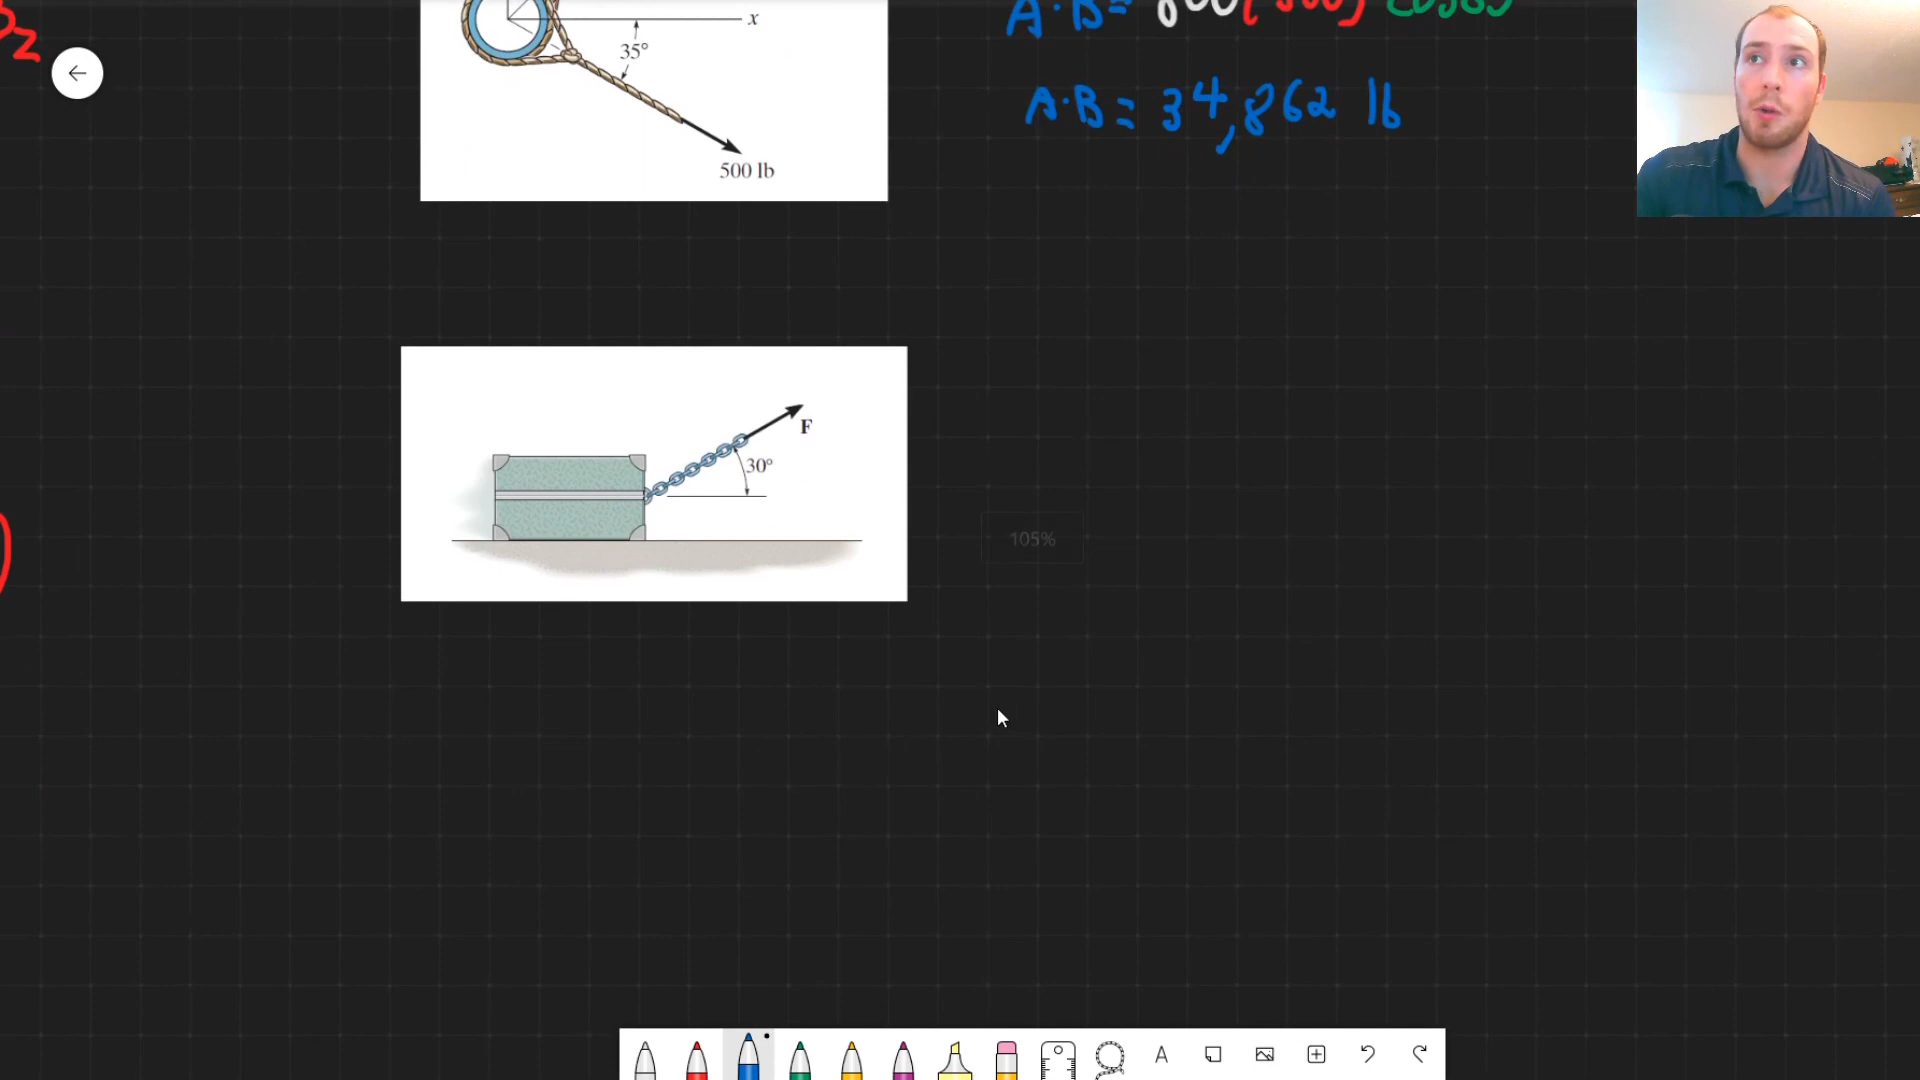 x
35°
500 lb
A·B=
A·B= 34,862 lb
F
30°
105%
A